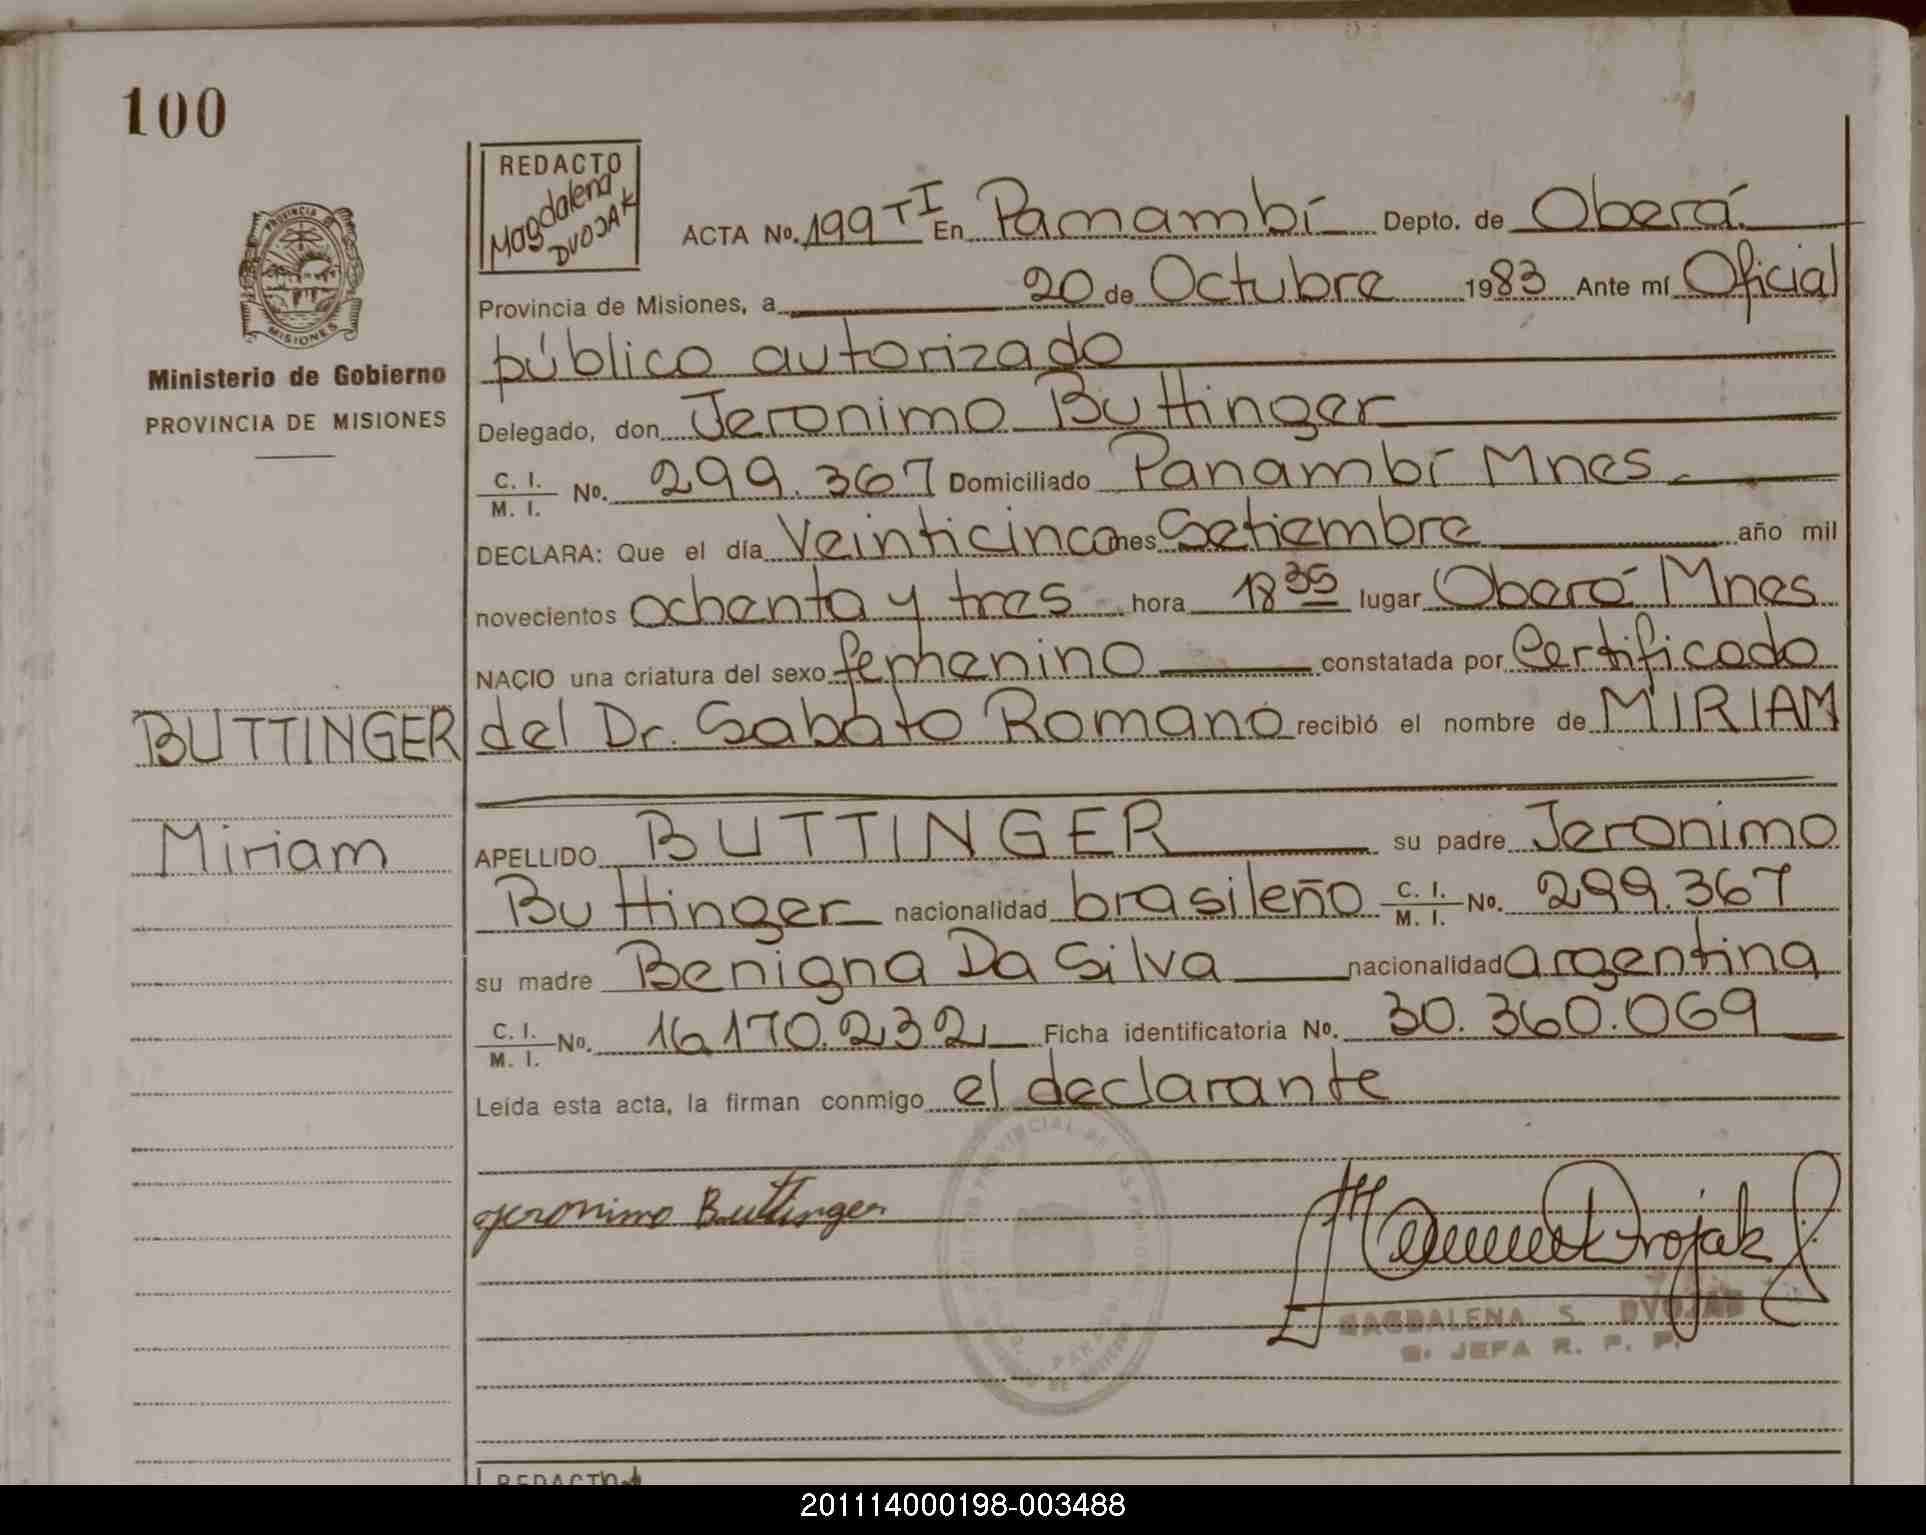 100
REDACTO
Magdalena
DVOJAK
ACTA No. 199 T I En Panambí Depto. de Oberá
Provincia de Misiones, a 20 de Octubre 1983 Ante mí Oficial
público autorizado
PROVINCIA DE
MISIONES
Ministerio de Gobierno
PROVINCIA DE MISIONES
Delegado, don Jeronimo Buttinger
C. I.
M. I. No. 299.367 Domiciliado Panambí Mnes
DECLARA: Que el día Veinticinco mes Setiembre año mil
novecientos ochenta y tres hora 18 35 lugar Oberá Mnes
NACIO una criatura del sexo femenino constatada por Certificado
BUTTINGER
del Dr. Sabato Romano recibió el nombre de MIRIAM
Miriam
APELLIDO BUTTINGER su padre Jeronimo
Buttinger nacionalidad brasileño C. I. M. I. No. 299.367
su madre Benigna Da Silva nacionalidad argentina
C. I.
M. I. No. 16.170.232 Ficha identificatoria No. 30.360.069
Leída esta acta, la firman conmigo el declarante
Jeronimo Buttinger
MAGDALENA S. DVOJAK
JEFA R. P. P.
REDACTO
201114000198-003488